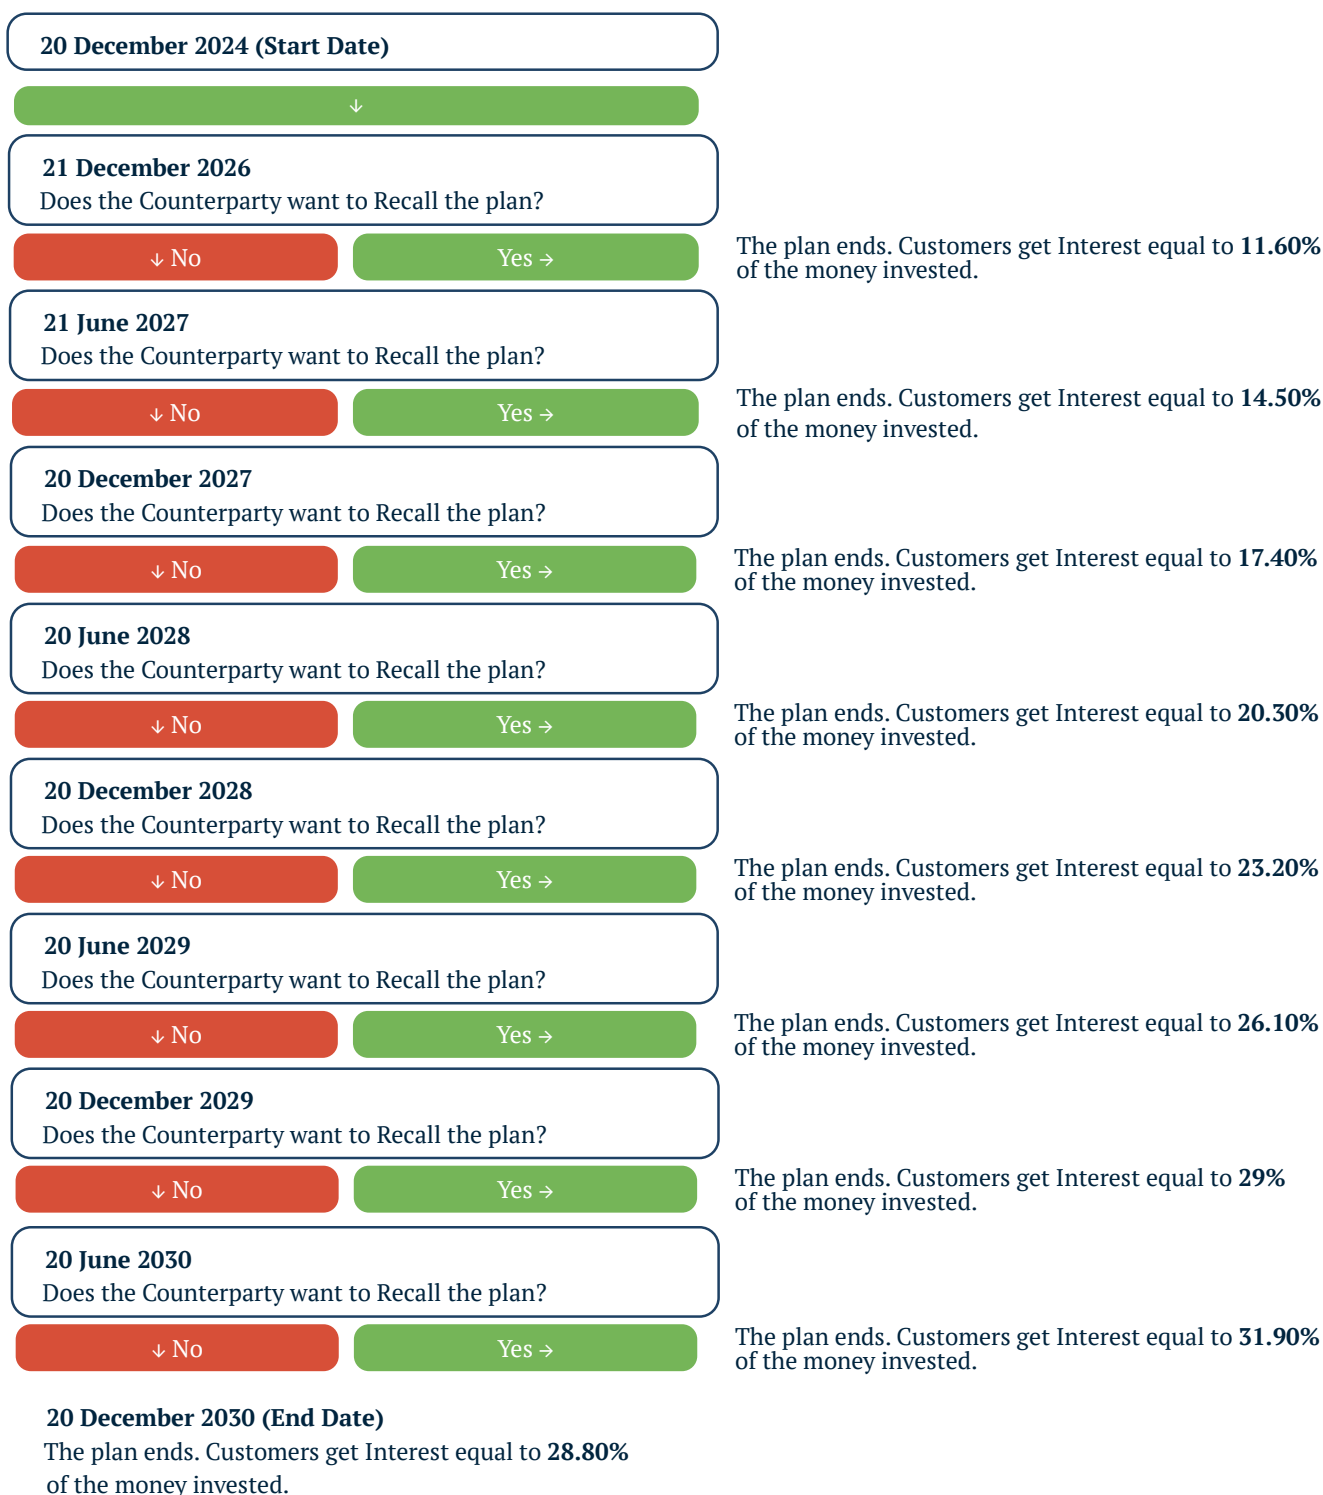 20 December 2024 (Start Date)
↓
21 December 2026
Does the Counterparty want to Recall the plan?
↓ No
Yes →
The plan ends. Customers get Interest equal to 11.60%
of the money invested.
21 June 2027
Does the Counterparty want to Recall the plan?
↓ No
Yes →
The plan ends. Customers get Interest equal to 14.50%
of the money invested.
20 December 2027
Does the Counterparty want to Recall the plan?
↓ No
Yes →
The plan ends. Customers get Interest equal to 17.40%
of the money invested.
20 June 2028
Does the Counterparty want to Recall the plan?
↓ No
Yes →
The plan ends. Customers get Interest equal to 20.30%
of the money invested.
20 December 2028
Does the Counterparty want to Recall the plan?
↓ No
Yes →
The plan ends. Customers get Interest equal to 23.20%
of the money invested.
20 June 2029
Does the Counterparty want to Recall the plan?
↓ No
Yes →
The plan ends. Customers get Interest equal to 26.10%
of the money invested.
20 December 2029
Does the Counterparty want to Recall the plan?
↓ No
Yes →
The plan ends. Customers get Interest equal to 29%
of the money invested.
20 June 2030
Does the Counterparty want to Recall the plan?
↓ No
Yes →
The plan ends. Customers get Interest equal to 31.90%
of the money invested.
20 December 2030 (End Date)
The plan ends. Customers get Interest equal to 28.80%
of the money invested.